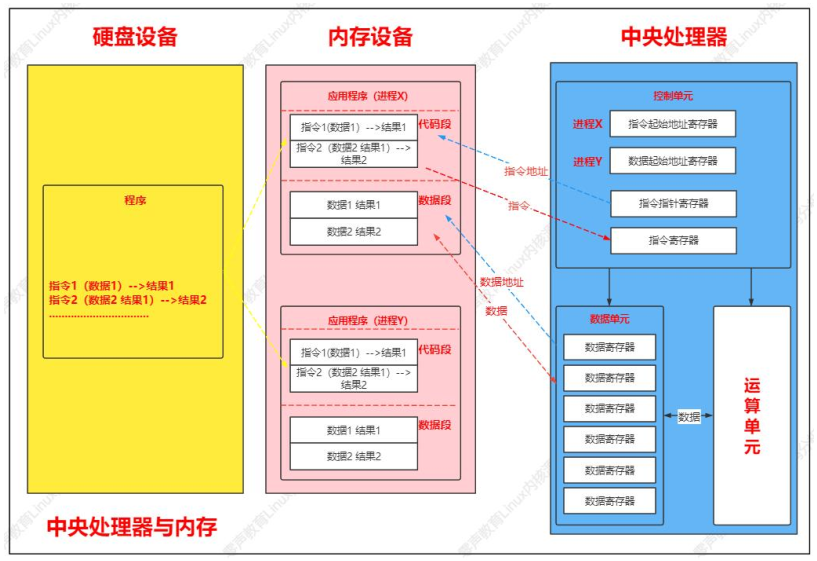 硬盘设备
内存设备
中央处理器
程序
指令1（数据1）-->结果1
指令2（数据2 结果1）-->结果2
...............................
应用程序（进程X）
指令1(数据1）-->结果1
代码段
指令2（数据2 结果1）-->
结果2
数据1 结果1
数据段
数据2 结果2
应用程序（进程Y）
指令1(数据1）-->结果1
代码段
指令2（数据2 结果1）-->
结果2
数据段
数据1 结果1
数据2 结果2
指令地址
指令
数据地址
数据
控制单元
进程X
指令起始地址寄存器
进程Y
数据起始地址寄存器
指令指针寄存器
指令寄存器
数据单元
数据寄存器
数据寄存器
数据寄存器
数据寄存器
数据寄存器
数据寄存器
数据
运
算
单
元
中央处理器与内存